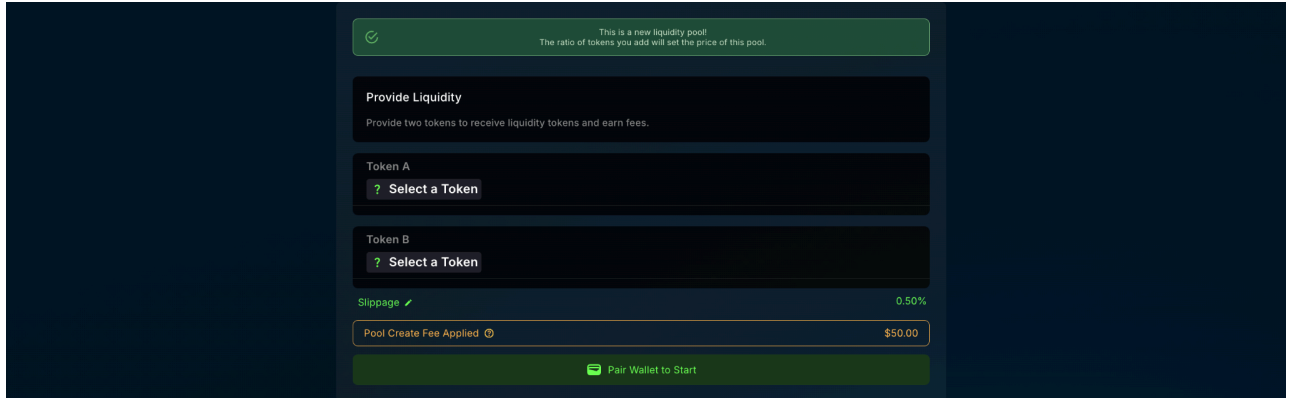 This is a new liquidity pool!
The ratio of tokens you add will set the price of this pool.
Provide Liquidity
Provide two tokens to receive liquidity tokens and earn fees.
Token A
? Select a Token
Token B
? Select a Token
Slippage 0.50%
Pool Create Fee Applied $50.00
Pair Wallet to Start